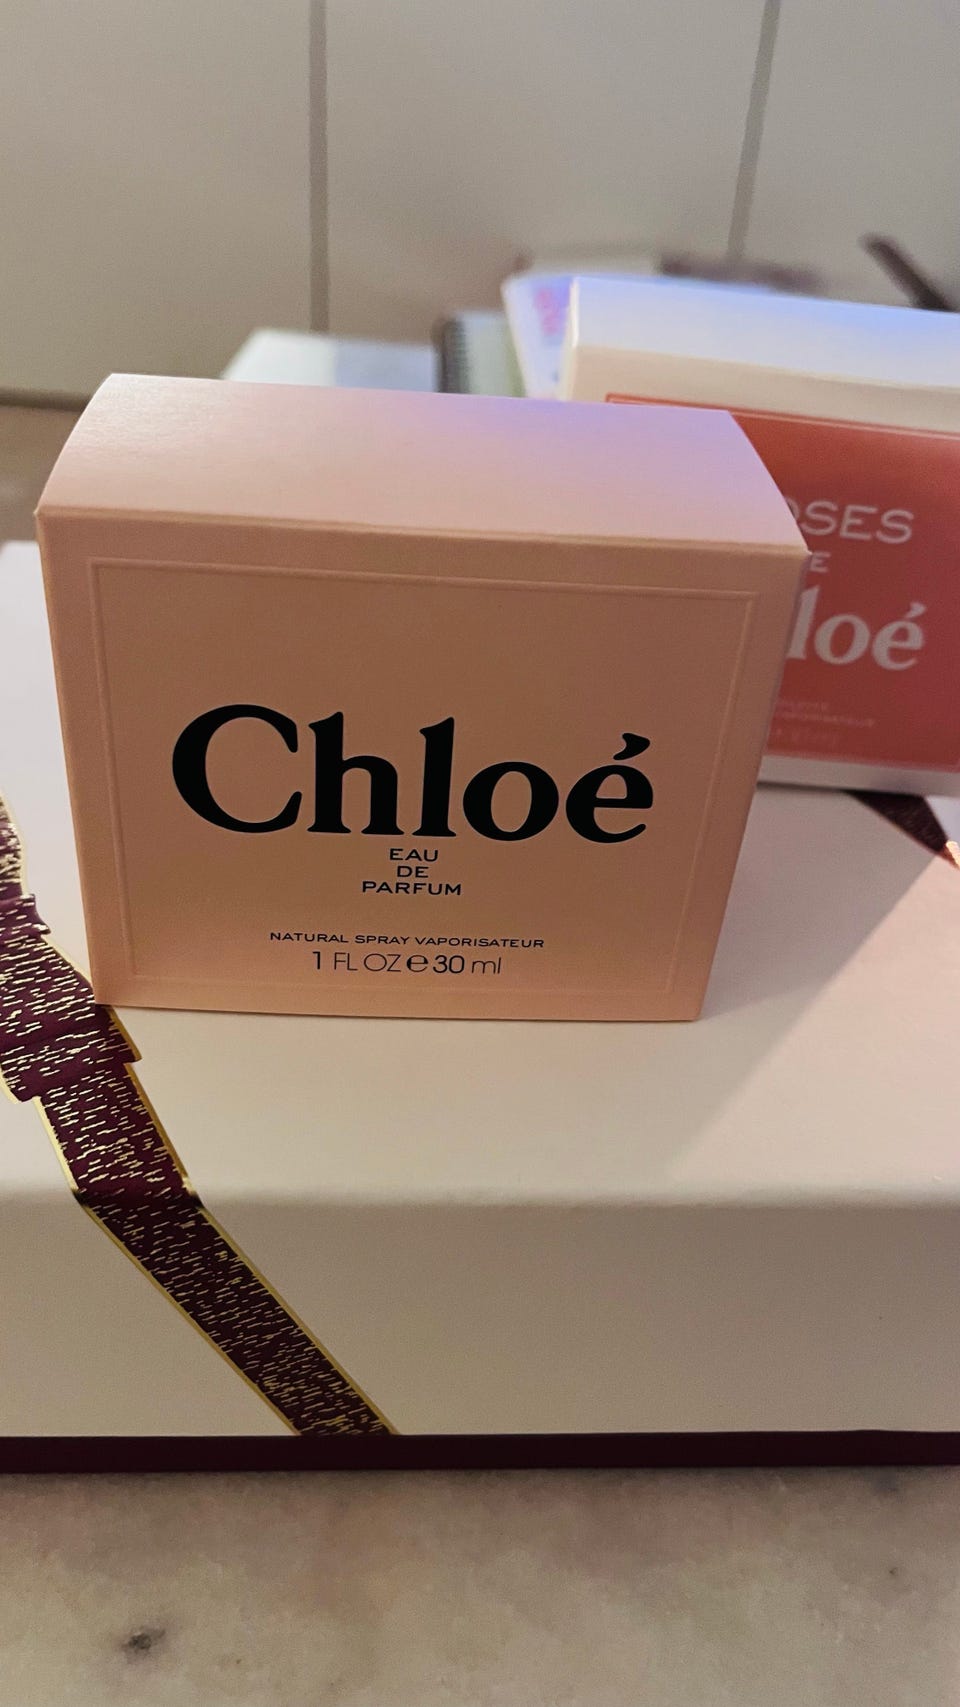 Chloé
EAU
DE
PARFUM
NATURAL SPRAY VAPORISATEUR
1 FL OZ e 30 ml
OSES
E
loé